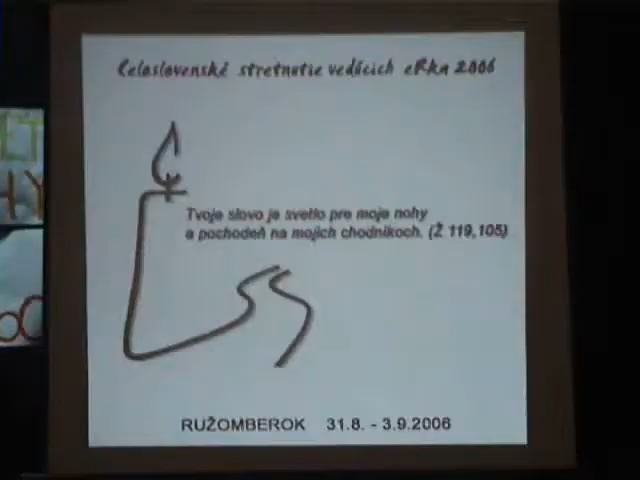 Celoslovenské stretnutie vedúcich eRka 2006
Tvoje slovo je svetlo pre moje nohy
a pochodeň na mojich chodníkoch. (Ž 119,105)
RUŽOMBEROK 31.8. - 3.9.2006